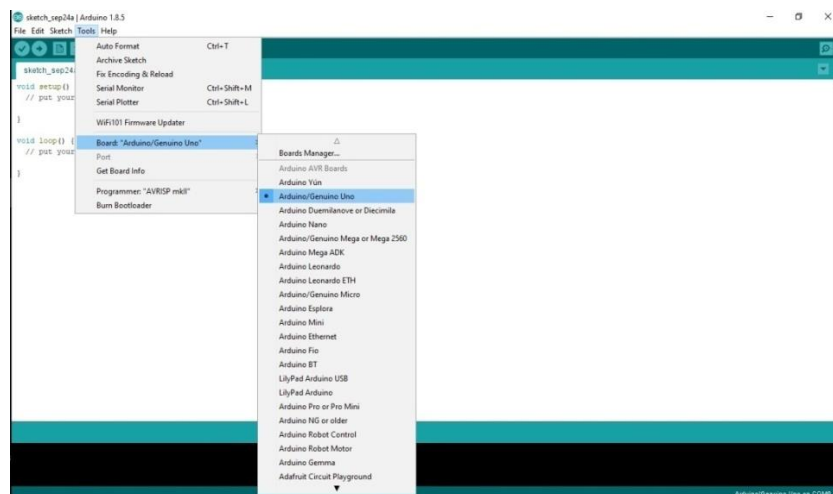 sketch_sep24a | Arduino 1.8.5
File Edit Sketch Tools Help
sketch_sep24
void setup()
// put your
}
void loop() {
// put your
}
Auto Format Ctrl+T
Archive Sketch
Fix Encoding & Reload
Serial Monitor Ctrl+Shift+M
Serial Plotter Ctrl+Shift+L
WiFi101 Firmware Updater
Board: "Arduino/Genuino Uno"
Port
Get Board Info
Programmer: "AVRISP mkII"
Burn Bootloader
Boards Manager...
Arduino AVR Boards
Arduino Yún
Arduino/Genuino Uno
Arduino Duemilanove or Diecimila
Arduino Nano
Arduino/Genuino Mega or Mega 2560
Arduino Mega ADK
Arduino Leonardo
Arduino Leonardo ETH
Arduino/Genuino Micro
Arduino Esplora
Arduino Mini
Arduino Ethernet
Arduino Fio
Arduino BT
LilyPad Arduino USB
LilyPad Arduino
Arduino Pro or Pro Mini
Arduino NG or older
Arduino Robot Control
Arduino Robot Motor
Arduino Gemma
Adafruit Circuit Playground
Arduino/Genuino Uno on